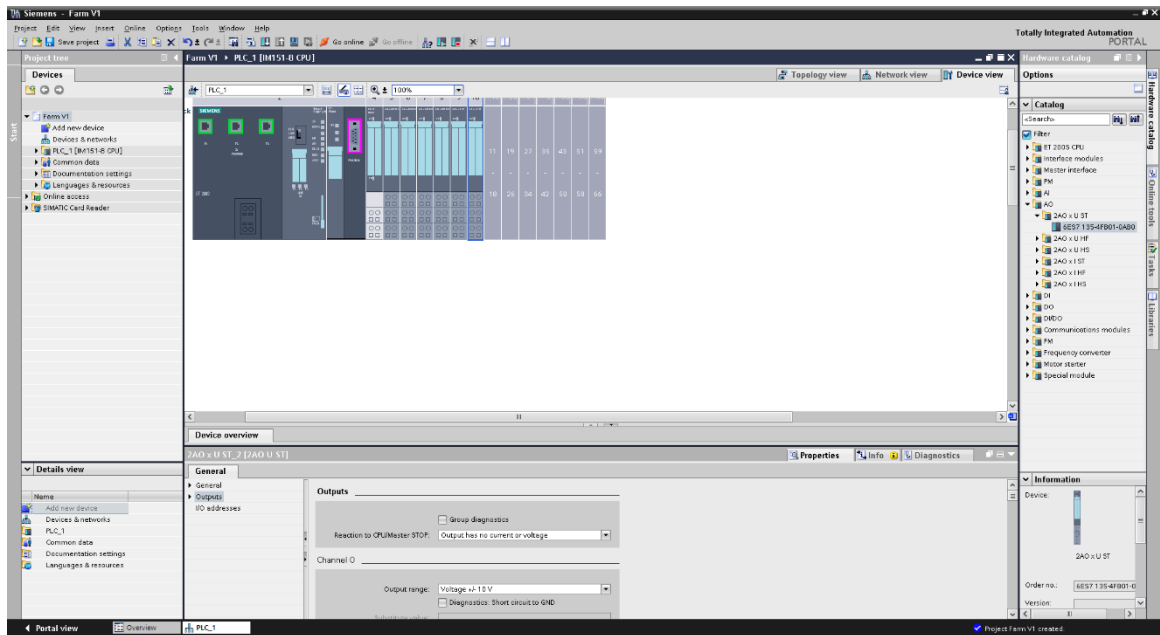 Siemens - Farm V1
Project Edit View Insert Online Options Tools Window Help
Save project
Go online
Go offline
Totally Integrated Automation
PORTAL
Project tree
Farm V1 PLC_1 [IM151-8 CPU]
Hardware catalog
Devices
Topology view
Network view
Device view
Options
PLC_1
100%
Start
Farm V1
Add new device
Devices & networks
PLC_1 [IM151-8 CPU]
Common data
Documentation settings
Languages & resources
Online access
SIMATIC Card Reader
SIEMENS
11 19 27 35 43 51 59
18 26 34 42 50 58 66
Catalog
<Search>
Filter
ET 200S CPU
Interface modules
Master interface
PM
AI
AO
2AO x U ST
6ES7 135-4FB01-0AB0
2AO x U HF
2AO x U HS
2AO x I ST
2AO x I HF
2AO x I HS
DI
DO
DI/DO
Communications modules
FM
Frequency converter
Motor starter
Special module
Hardware catalog
Online tools
Tasks
Libraries
Device overview
2AO x U ST_2 [2AO U ST]
Properties
Info
Diagnostics
General
General
Outputs
I/O addresses
Outputs
Group diagnostics
Reaction to CPU/Master STOP:
Output has no current or voltage
Channel 0
Output range:
Voltage +/- 10 V
Diagnostics: Short circuit to GND
Details view
Name
Add new device
Devices & networks
PLC_1
Common data
Documentation settings
Languages & resources
Information
Device:
2AO x U ST
Order no.:
6ES7 135-4FB01-0
Version:
Portal view
Overview
PLC_1
Project Farm V1 created.